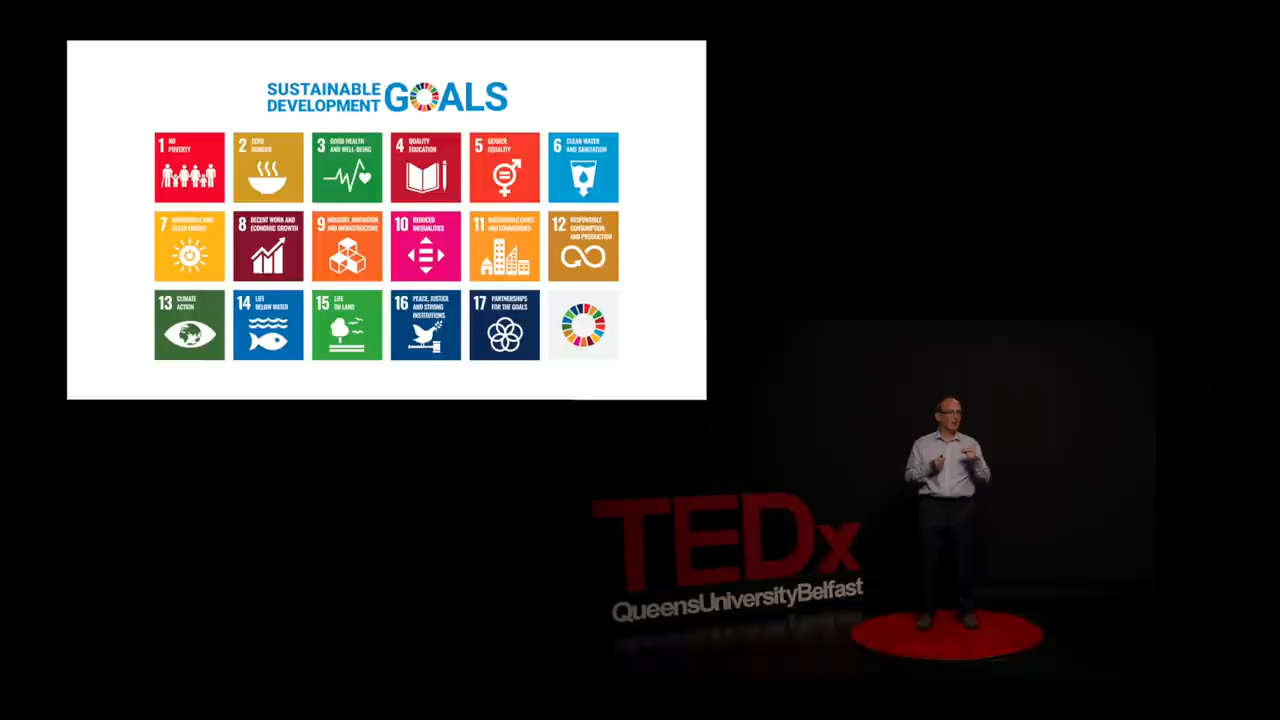 SUSTAINABLE
DEVELOPMENT
GOALS
1 NO
POVERTY
2 ZERO
HUNGER
3 GOOD HEALTH
AND WELL-BEING
4 QUALITY
EDUCATION
5 GENDER
EQUALITY
6 CLEAN WATER
AND SANITATION
7 AFFORDABLE AND
CLEAN ENERGY
8 DECENT WORK AND
ECONOMIC GROWTH
9 INDUSTRY, INNOVATION
AND INFRASTRUCTURE
10 REDUCED
INEQUALITIES
11 SUSTAINABLE CITIES
AND COMMUNITIES
12 RESPONSIBLE
CONSUMPTION
AND PRODUCTION
13 CLIMATE
ACTION
14 LIFE
BELOW WATER
15 LIFE
ON LAND
16 PEACE, JUSTICE
AND STRONG
INSTITUTIONS
17 PARTNERSHIPS
FOR THE GOALS
TEDx
QueensUniversityBelfast